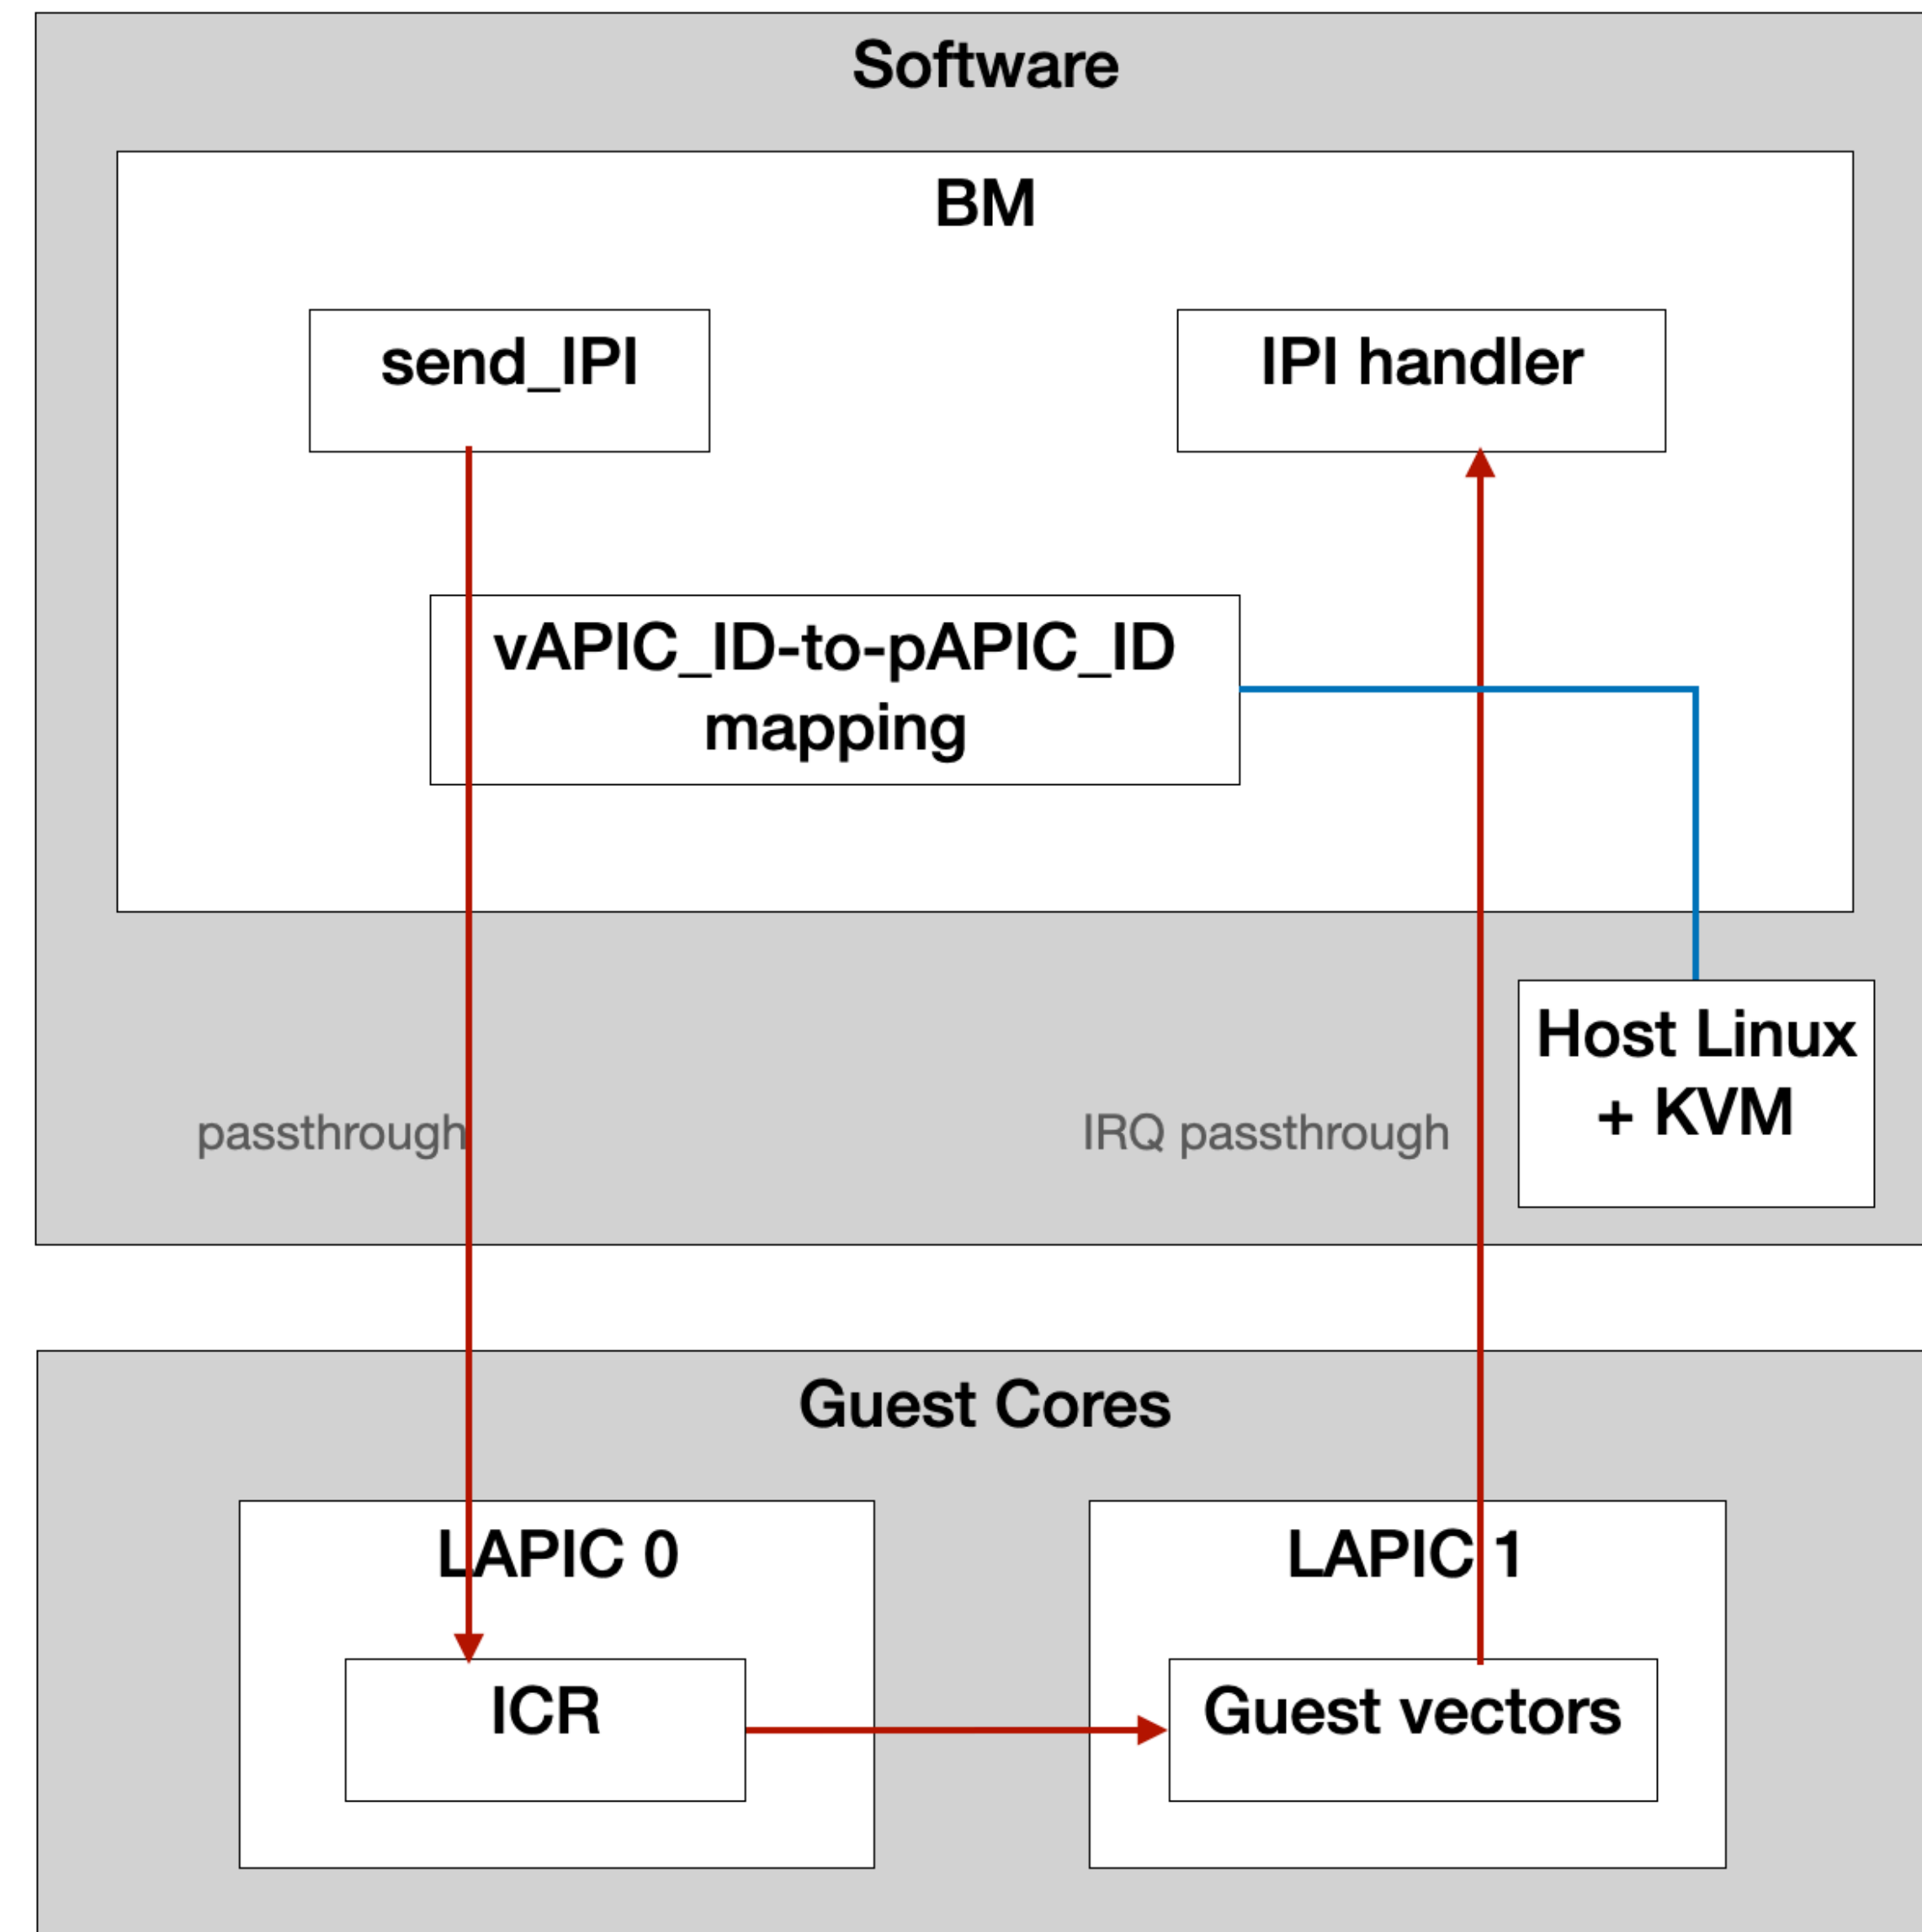 Software
BM
send_IPI
IPI handler
vAPIC_ID-to-pAPIC_ID
mapping
Host Linux
+ KVM
passthrough
IRQ passthrough
Guest Cores
LAPIC 0
LAPIC 1
ICR
Guest vectors